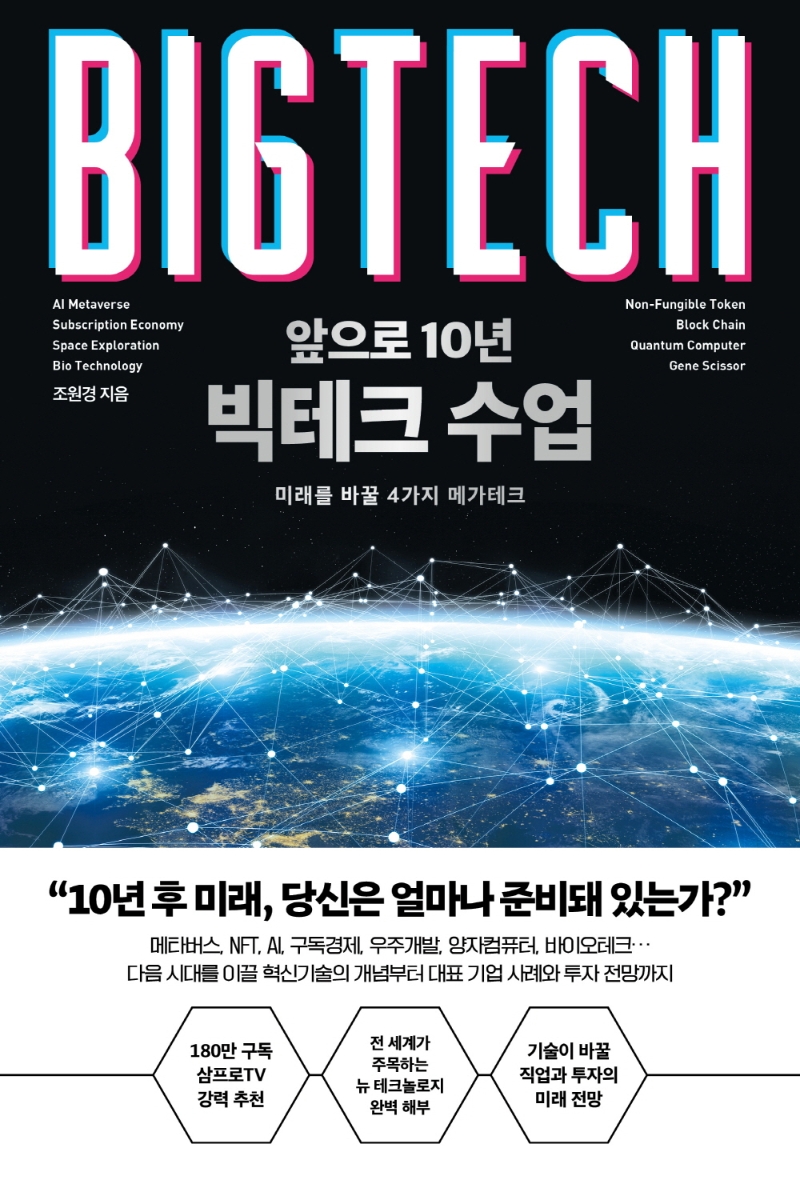 BIGTECH
AI Metaverse
Subscription Economy
Space Exploration
Bio Technology
조원경 지음
Non-Fungible Token
Block Chain
Quantum Computer
Gene Scissor
앞으로 10년
빅테크 수업
미래를 바꿀 4가지 메가테크
“10년 후 미래, 당신은 얼마나 준비돼 있는가?”
메타버스, NFT, AI, 구독경제, 우주개발, 양자컴퓨터, 바이오테크…
다음 시대를 이끌 혁신기술의 개념부터 대표 기업 사례와 투자 전망까지
180만 구독
삼프로TV
강력 추천
전 세계가
주목하는
뉴 테크놀로지
완벽 해부
기술이 바꿀
직업과 투자의
미래 전망